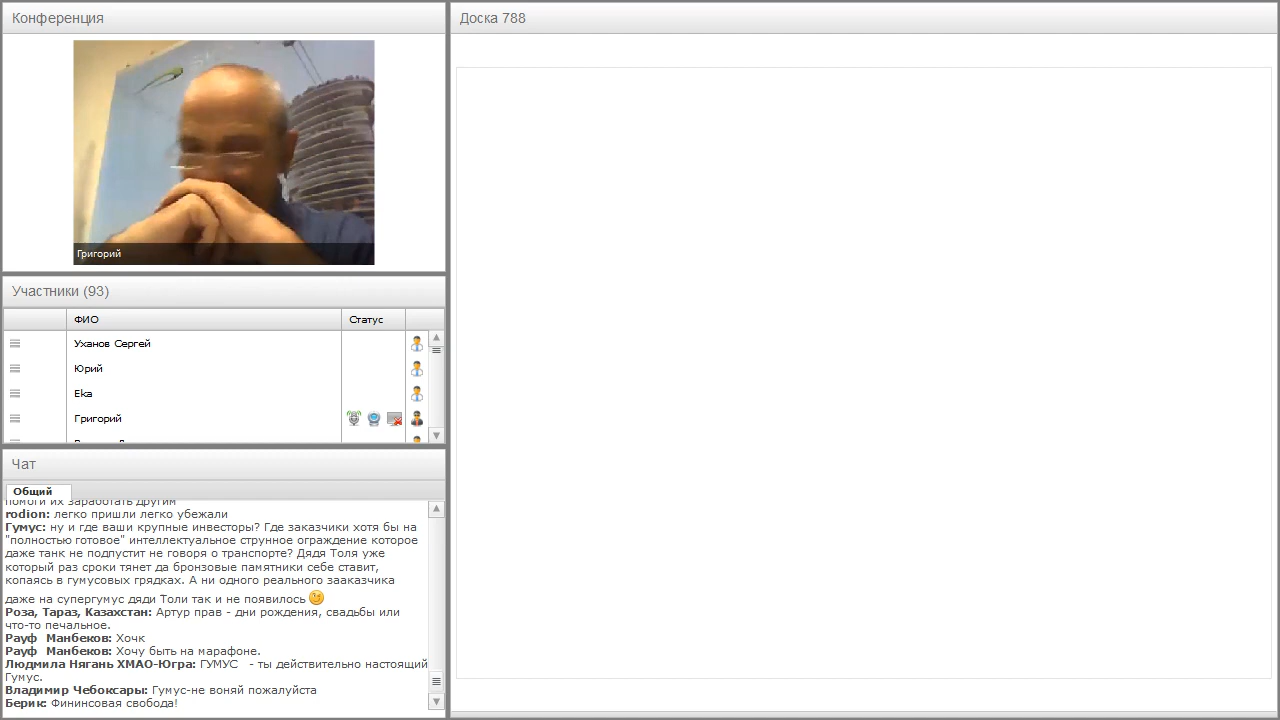 Конференция
Григорий
Участники (93)
ФИО Статус
Уханов Сергей
Юрий
Eka
Григорий
Чат
Общий
помоги их заработать другим
rodion: легко пришли легко убежали
Гумус: ну и где ваши крупные инвесторы? Где заказчики хотя бы на
"полностью готовое" интеллектуальное струнное ограждение которое
даже танк не подпустит не говоря о транспорте? Дядя Толя уже
который раз сроки тянет да бронзовые памятники себе ставит,
копаясь в гумусовых грядках. А ни одного реального зааказчика
даже на супергумус дяди Толи так и не появилось
Роза, Тараз, Казахстан: Артур прав - дни рождения, свадьбы или
что-то печальное.
Рауф Манбеков: Хочк
Рауф Манбеков: Хочу быть на марафоне.
Людмила Нягань ХМАО-Югра: ГУМУС - ты действительно настоящий
Гумус.
Владимир Чебоксары: Гумус-не воняй пожалуйста
Берик: Фининсовая свобода!
Доска 788